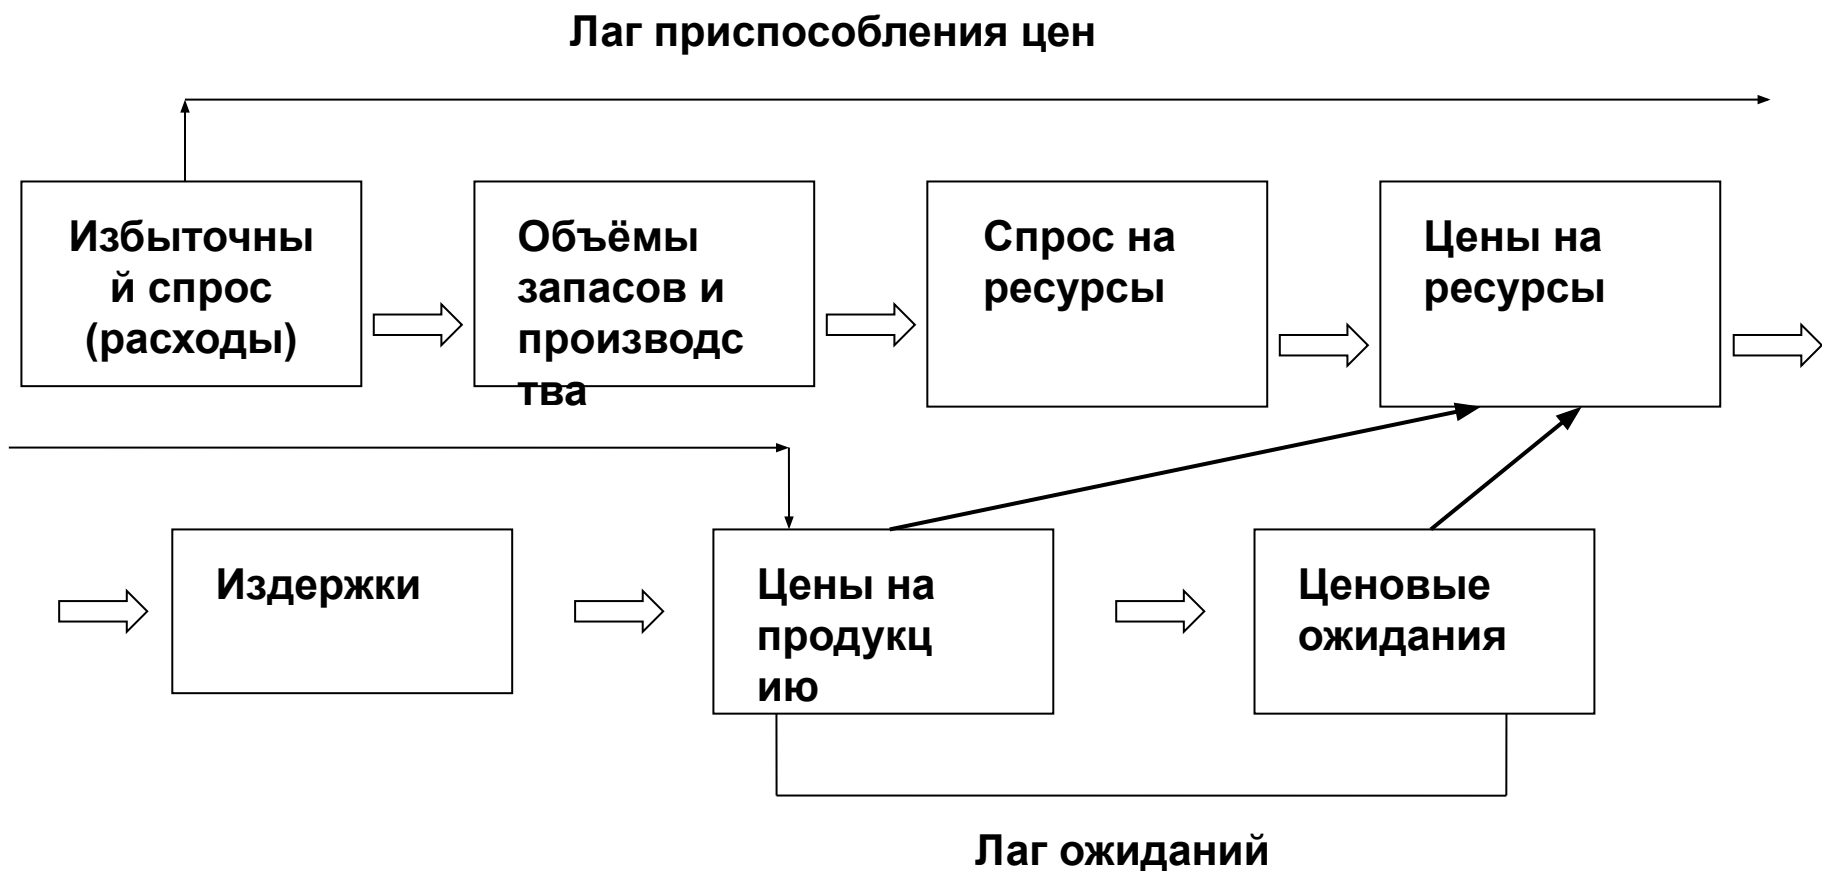 Лаг приспособления цен
Избыточны
й спрос
(расходы)
Объёмы
запасов и
производс
тва
Спрос на
ресурсы
Цены на
ресурсы
Издержки
Цены на
продукц
ию
Ценовые
ожидания
Лаг ожиданий